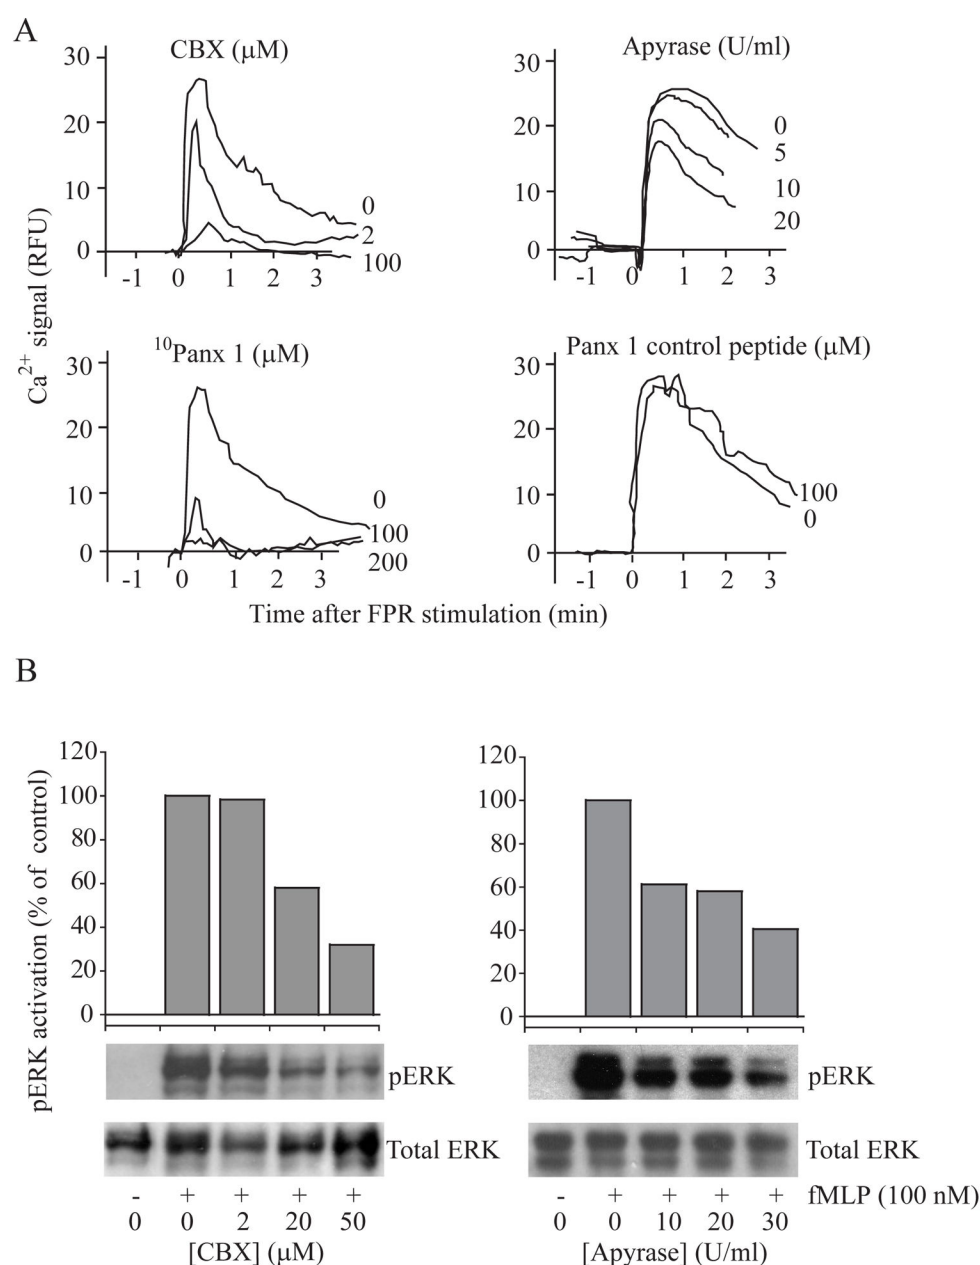 A
CBX (μM)
30
20
10
0
-1 0 1 2 3
0
2
100
Apyrase (U/ml)
30
20
10
0
-1 0 1 2 3
0
5
10
20
Ca2+ signal (RFU)
10Panx 1 (μM)
30
20
10
0
-1 0 1 2 3
0
100
200
Panx 1 control peptide (μM)
30
20
10
0
-1 0 1 2 3
100
0
Time after FPR stimulation (min)
B
pERK activation (% of control)
120
100
80
60
40
20
0
pERK
Total ERK
- + + + +
0 0 2 20 50
[CBX] (μM)
120
100
80
60
40
20
0
pERK
Total ERK
- + + + + fMLP (100 nM)
0 0 10 20 30
[Apyrase] (U/ml)